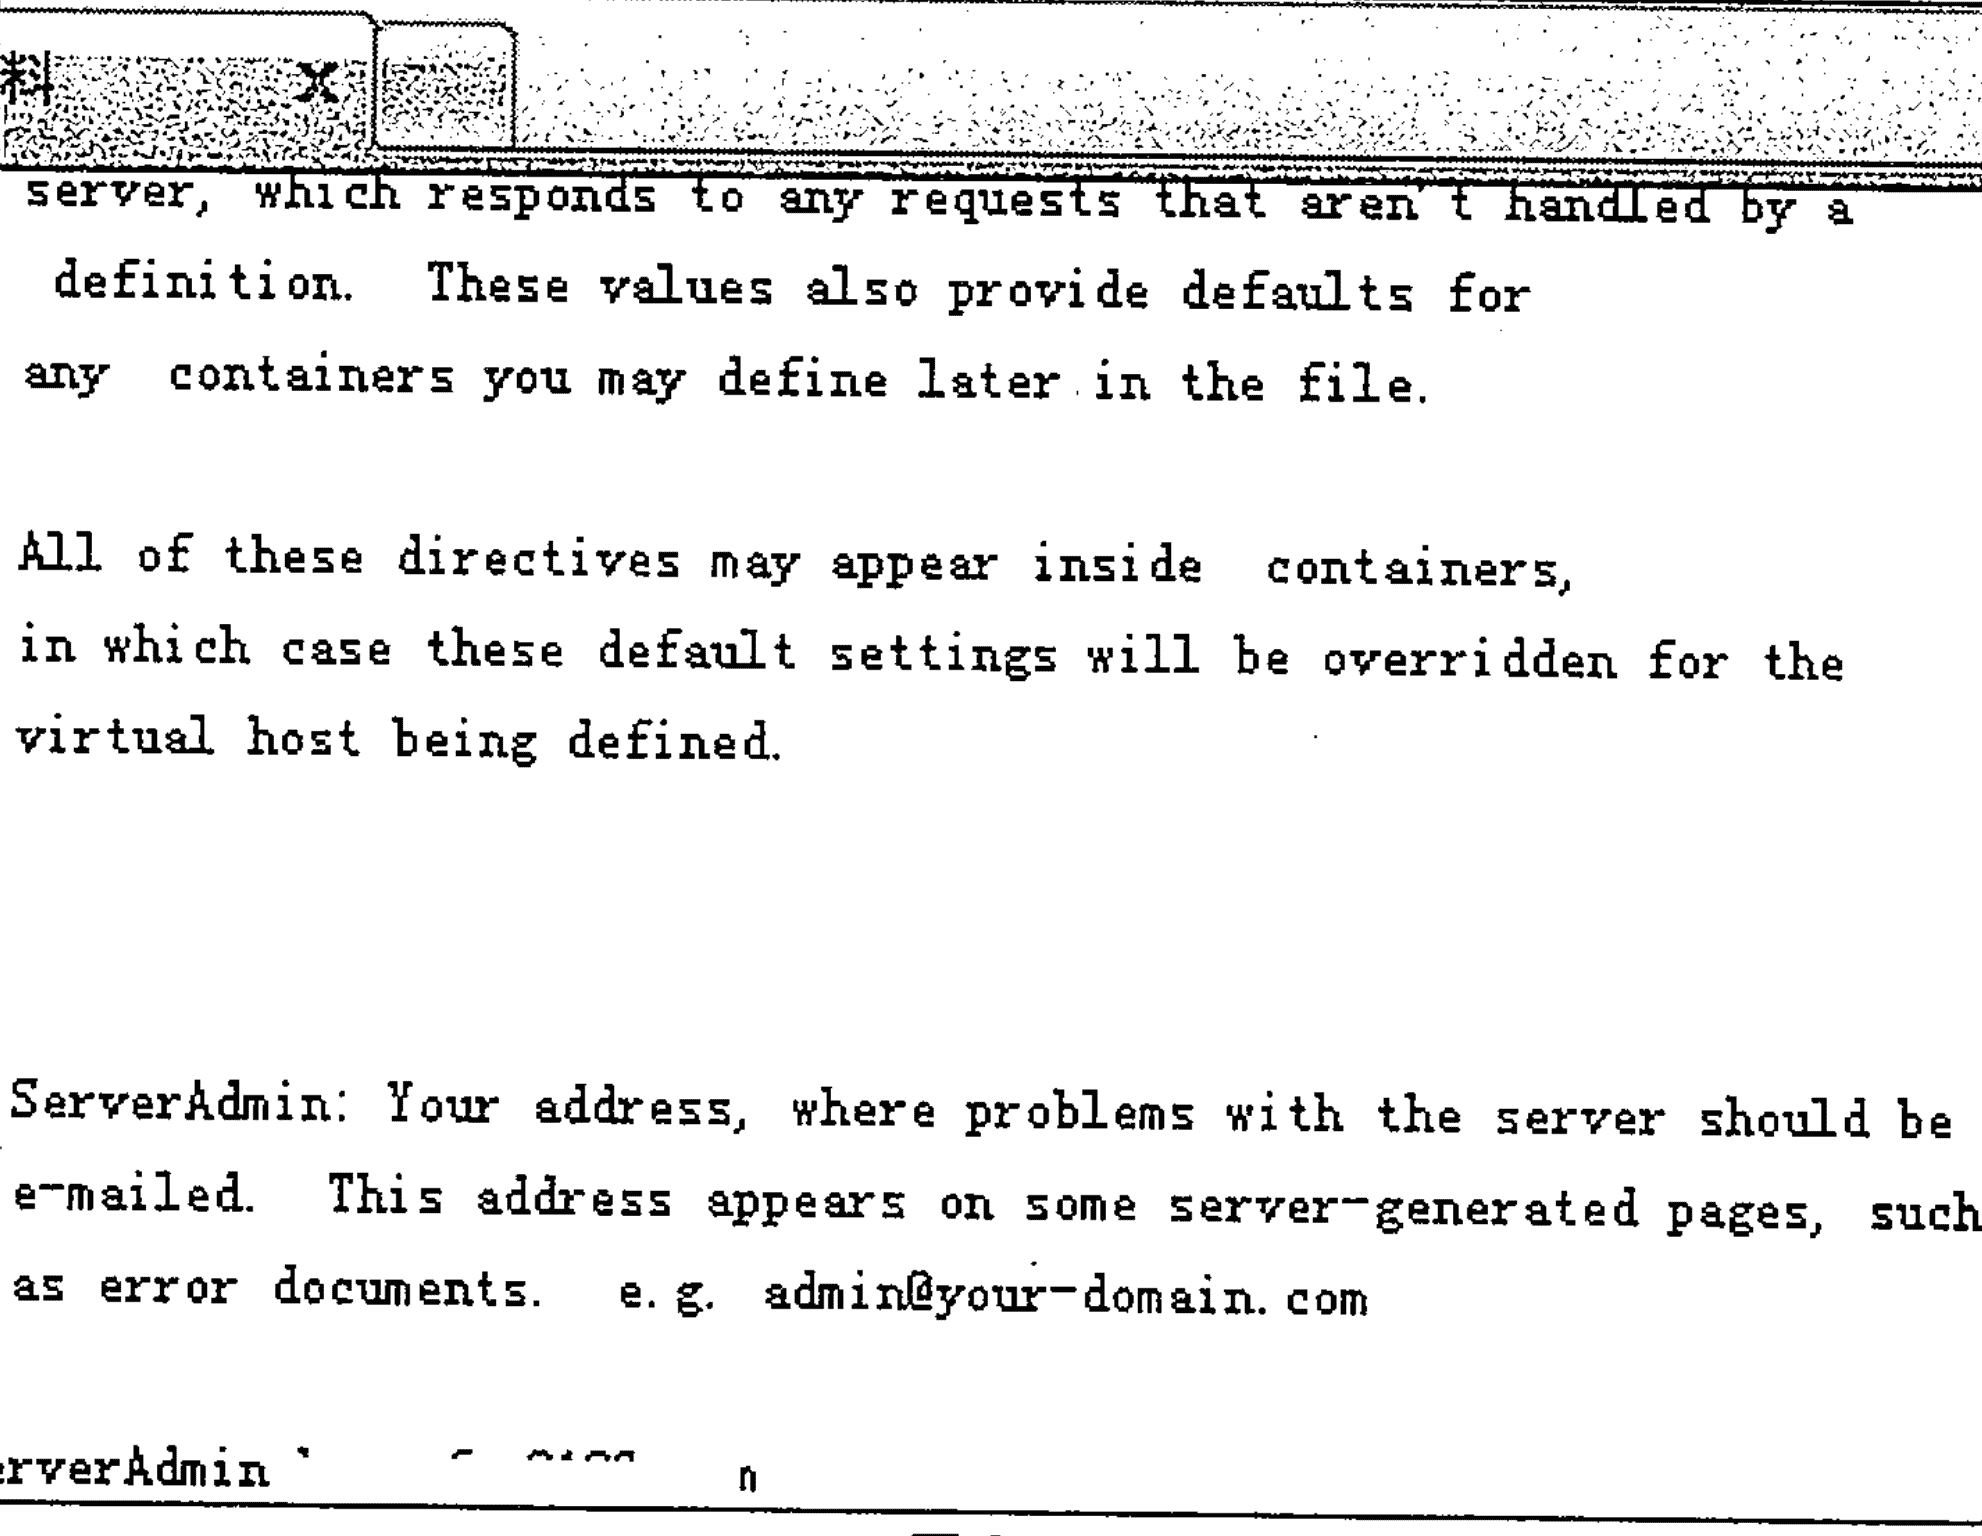 server, which responds to any requests that aren't handled by a
definition.  These values also provide defaults for
any  containers you may define later in the file.
All of these directives may appear inside  containers,
in which case these default settings will be overridden for the
virtual host being defined.
ServerAdmin: Your address, where problems with the server should be
e-mailed.  This address appears on some server-generated pages, such
as error documents.  e.g. admin@your-domain.com
erverAdmin